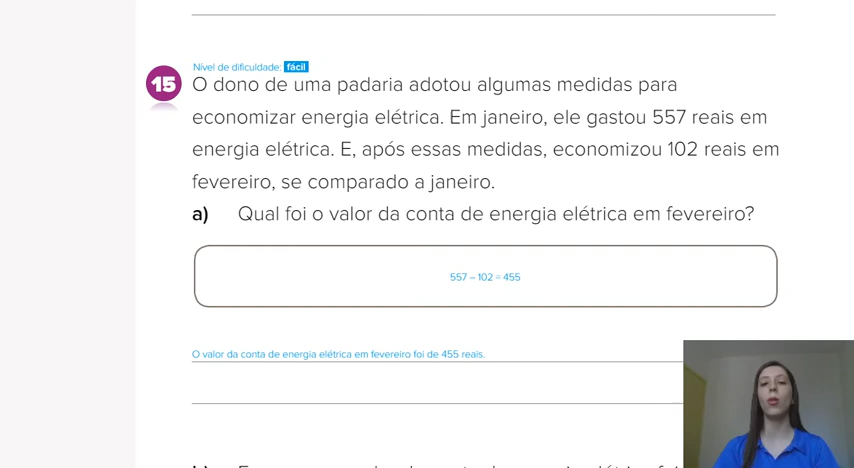 Nível de dificuldade: fácil
15 O dono de uma padaria adotou algumas medidas para
economizar energia elétrica. Em janeiro, ele gastou 557 reais em
energia elétrica. E, após essas medidas, economizou 102 reais em
fevereiro, se comparado a janeiro.
a) Qual foi o valor da conta de energia elétrica em fevereiro?
557 – 102 = 455
O valor da conta de energia elétrica em fevereiro foi de 455 reais.